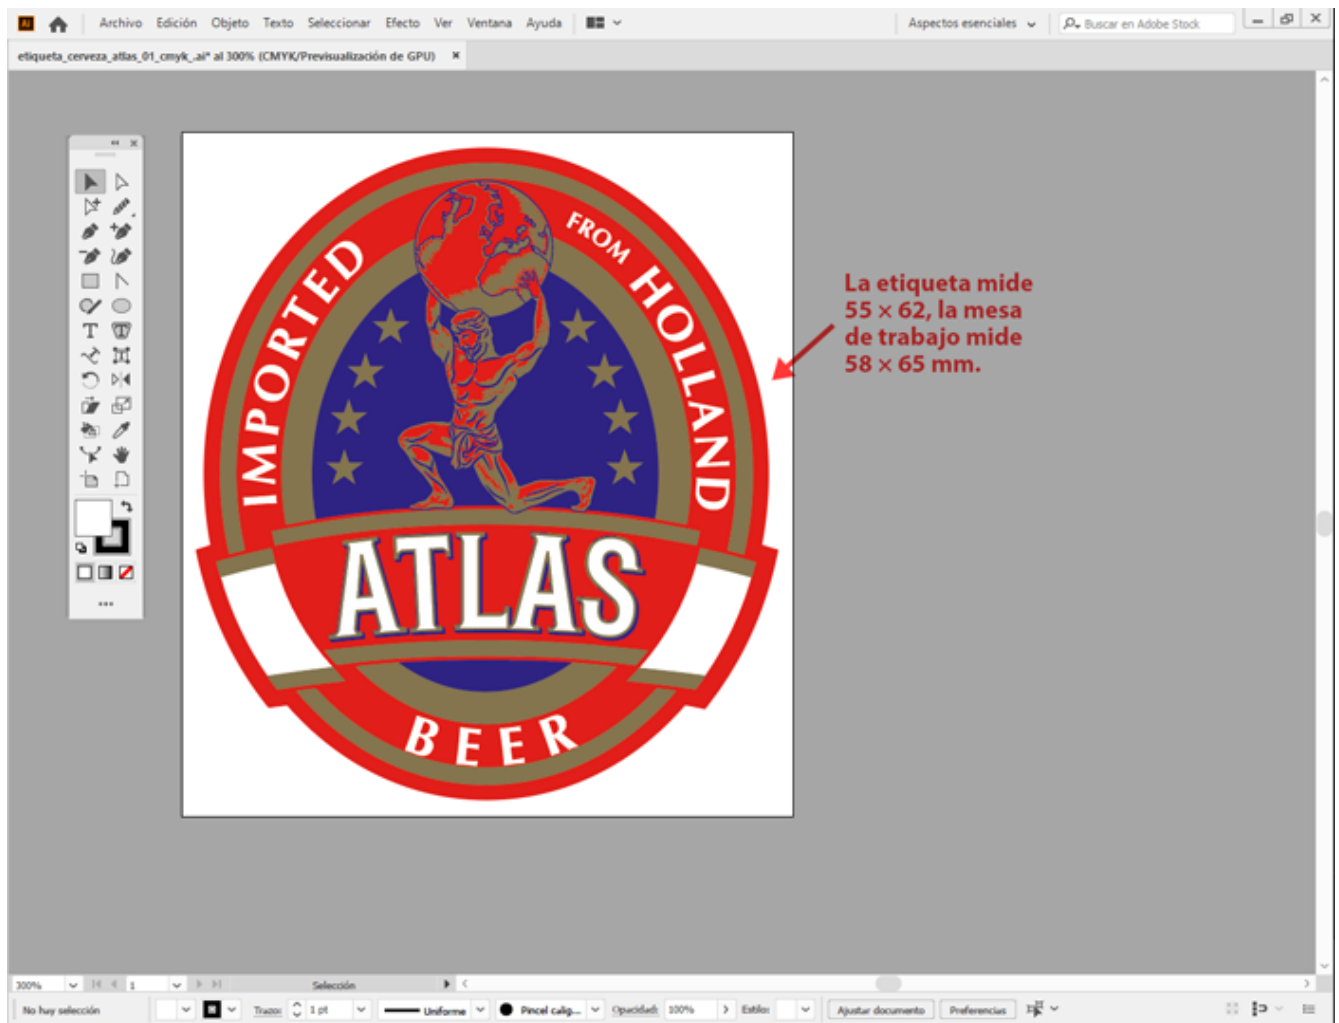 Ai Archivo Edición Objeto Texto Seleccionar Efecto Ver Ventana Ayuda Aspectos esenciales Buscar en Adobe Stock
etiqueta_cerveza_atlas_01_cmyk_.ai* al 300% (CMYK/Previsualización de GPU)
IMPORTED
FROM HOLLAND
La etiqueta mide
55 × 62, la mesa
de trabajo mide
58 × 65 mm.
ATLAS
BEER
300% 1 Selección
No hay selección Trazo: 1 pt Uniforme Pincel calig... Opacidad: 100% Estilo: Ajustar documento Preferencias